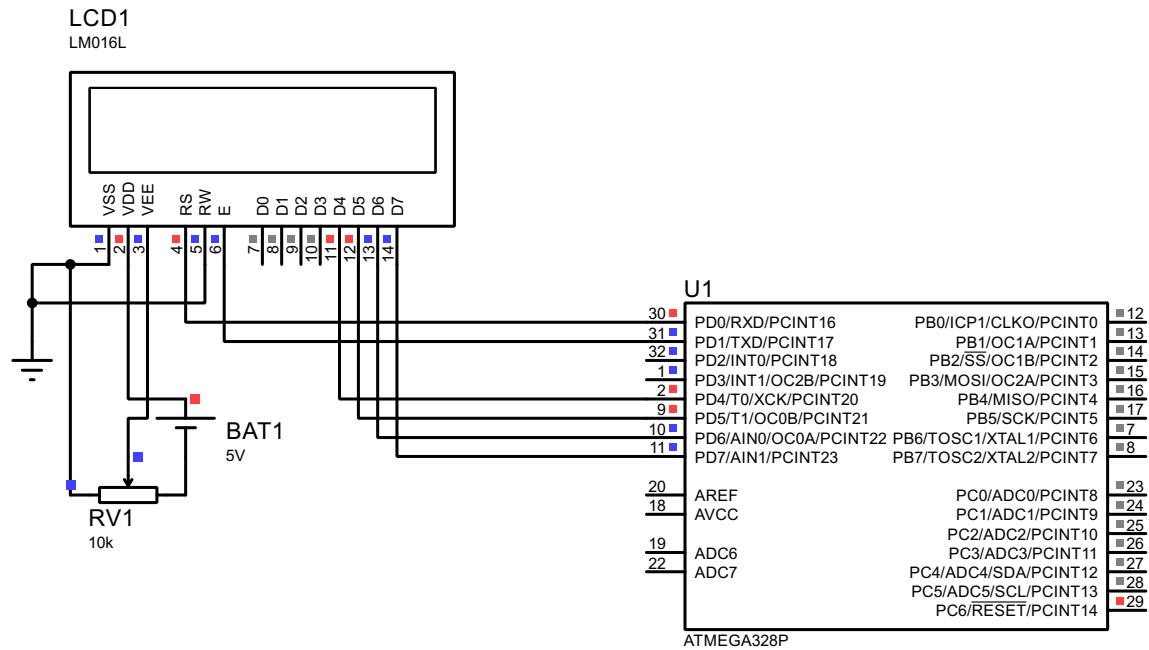 LCD1
LM016L
VSS
VDD
VEE
RS
RW
E
D0
D1
D2
D3
D4
D5
D6
D7
1
2
3
4
5
6
7
8
9
10
11
12
13
14
BAT1
5V
RV1
10k
U1
30 PD0/RXD/PCINT16
31 PD1/TXD/PCINT17
32 PD2/INT0/PCINT18
1 PD3/INT1/OC2B/PCINT19
2 PD4/T0/XCK/PCINT20
9 PD5/T1/OC0B/PCINT21
10 PD6/AIN0/OC0A/PCINT22
11 PD7/AIN1/PCINT23
20 AREF
18 AVCC
19 ADC6
22 ADC7
PB0/ICP1/CLKO/PCINT0 12
PB1/OC1A/PCINT1 13
PB2/SS/OC1B/PCINT2 14
PB3/MOSI/OC2A/PCINT3 15
PB4/MISO/PCINT4 16
PB5/SCK/PCINT5 17
PB6/TOSC1/XTAL1/PCINT6 7
PB7/TOSC2/XTAL2/PCINT7 8
PC0/ADC0/PCINT8 23
PC1/ADC1/PCINT9 24
PC2/ADC2/PCINT10 25
PC3/ADC3/PCINT11 26
PC4/ADC4/SDA/PCINT12 27
PC5/ADC5/SCL/PCINT13 28
PC6/RESET/PCINT14 29
ATMEGA328P